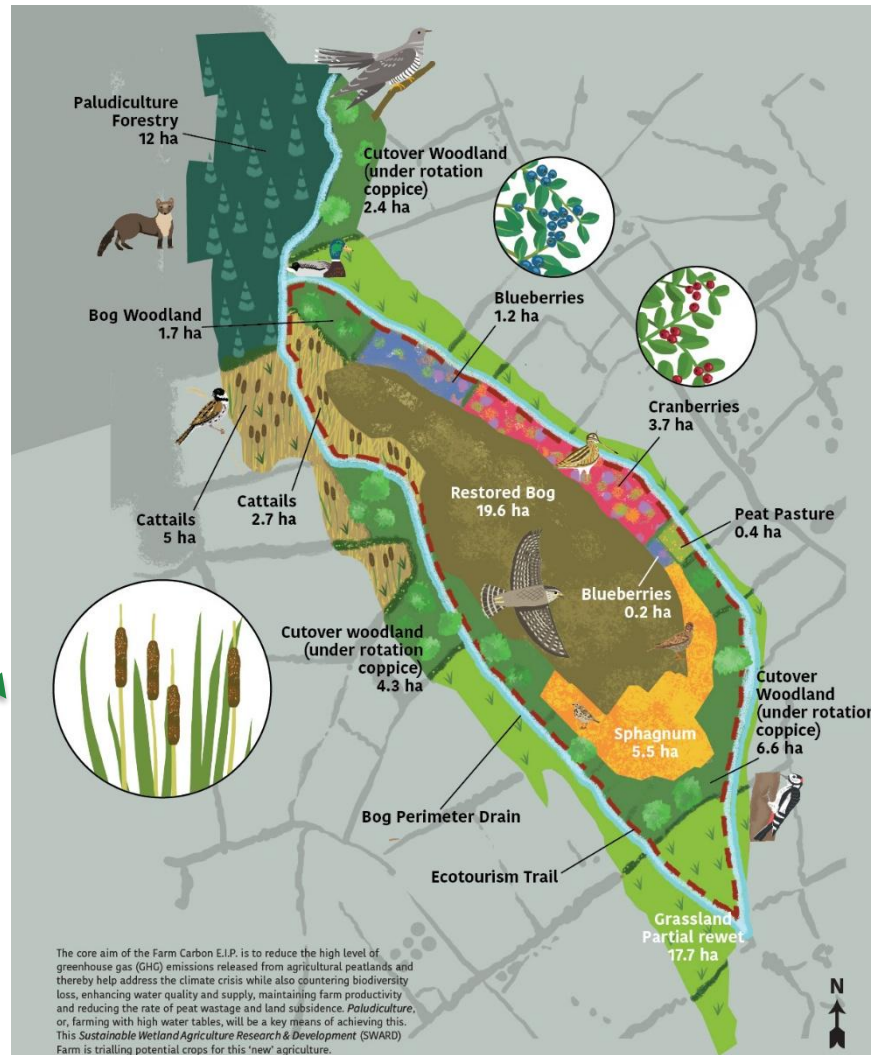 Paludiculture
Forestry
12 ha
Cutover Woodland
(under rotation
coppice)
2.4 ha
Bog Woodland
1.7 ha
Blueberries
1.2 ha
Cranberries
3.7 ha
Restored Bog
19.6 ha
Cattails
2.7 ha
Cattails
5 ha
Peat Pasture
0.4 ha
Blueberries
0.2 ha
Cutover woodland
(under rotation
coppice)
4.3 ha
Cutover
Woodland
(under rotation
coppice)
6.6 ha
Sphagnum
5.5 ha
Bog Perimeter Drain
Ecotourism Trail
Grassland
Partial rewet
17.7 ha
N
The core aim of the Farm Carbon E.I.P. is to reduce the high level of
greenhouse gas (GHG) emissions released from agricultural peatlands and
thereby help address the climate crisis while also countering biodiversity
loss, enhancing water quality and supply, maintaining farm productivity
and reducing the rate of peat wastage and land subsidence. Paludiculture,
or, farming with high water tables, will be a key means of achieving this.
This Sustainable Wetland Agriculture Research & Development (SWARD)
Farm is trialling potential crops for this ‘new’ agriculture.